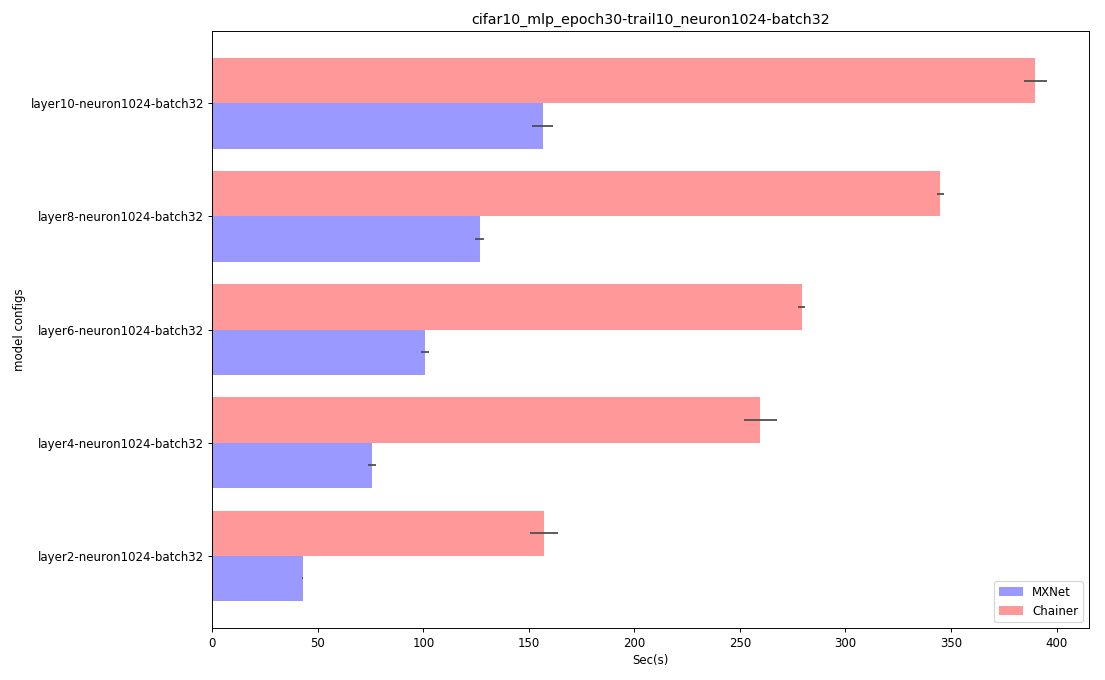 cifar10_mlp_epoch30-trail10_neuron1024-batch32
model configs
layer10-neuron1024-batch32
layer8-neuron1024-batch32
layer6-neuron1024-batch32
layer4-neuron1024-batch32
layer2-neuron1024-batch32
MXNet
Chainer
0 50 100 150 200 250 300 350 400
Sec(s)